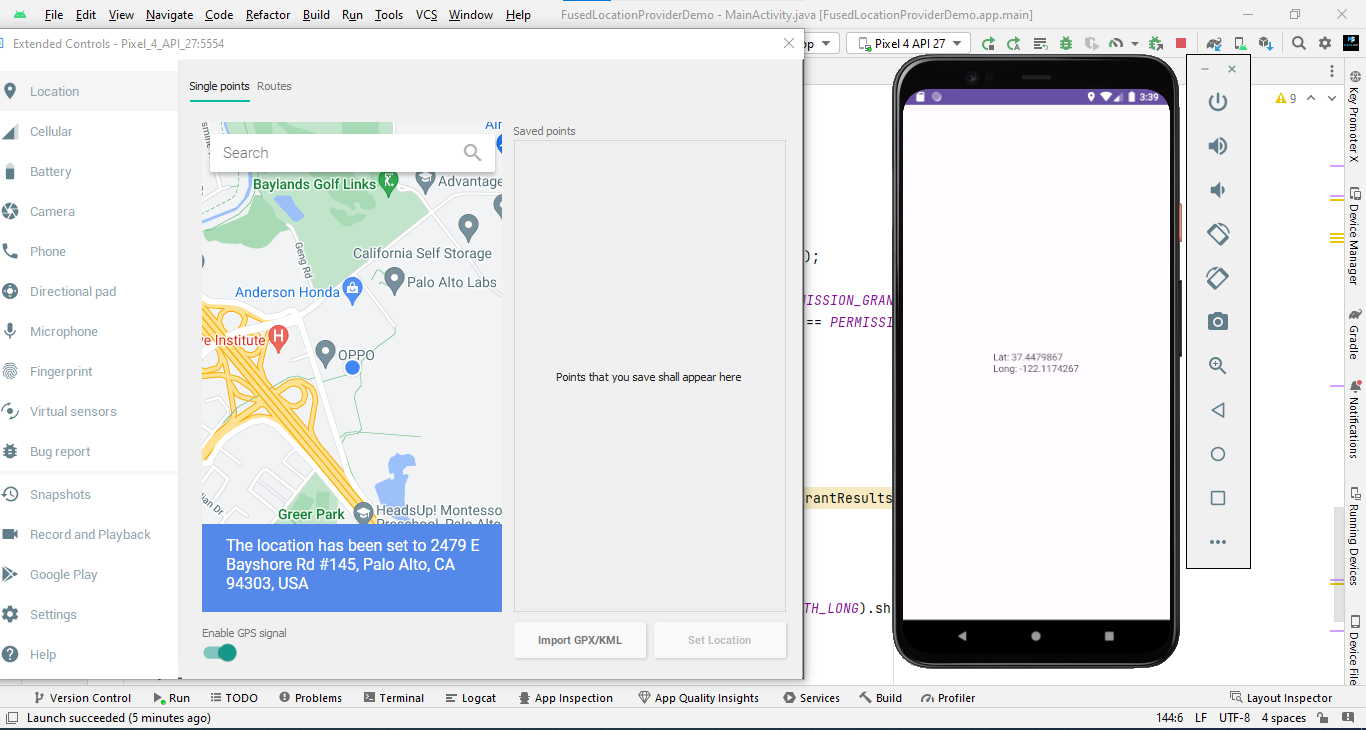 File Edit View Navigate Code Refactor Build Run Tools VCS Window Help FusedLocationProviderDemo - MainActivity.java [FusedLocationProviderDemo.app.main]
Extended Controls - Pixel_4_API_27:5554
Pixel 4 API 27
Location
Cellular
Battery
Camera
Phone
Directional pad
Microphone
Fingerprint
Virtual sensors
Bug report
Snapshots
Record and Playback
Google Play
Settings
Help
Single points Routes
Search
Baylands Golf Links
Advantage
Geng Rd
California Self Storage
Palo Alto Labs
Anderson Honda
ve Institute
OPPO
Greer Park
HeadsUp! Montesso
Preschool, Palo Alto
The location has been set to 2479 E
Bayshore Rd #145, Palo Alto, CA
94303, USA
Enable GPS signal
Saved points
Points that you save shall appear here
Import GPX/KML Set Location
);
MISSION_GRAN
== PERMISSI
rantResults
TH_LONG).sh
3:39
Lat: 37.4479867
Long: -122.1174267
9
Key Promoter X
Device Manager
Gradle
Notifications
Running Devices
Device File
Version Control Run TODO Problems Terminal Logcat App Inspection App Quality Insights Services Build Profiler Layout Inspector
Launch succeeded (5 minutes ago) 144:6 LF UTF-8 4 spaces